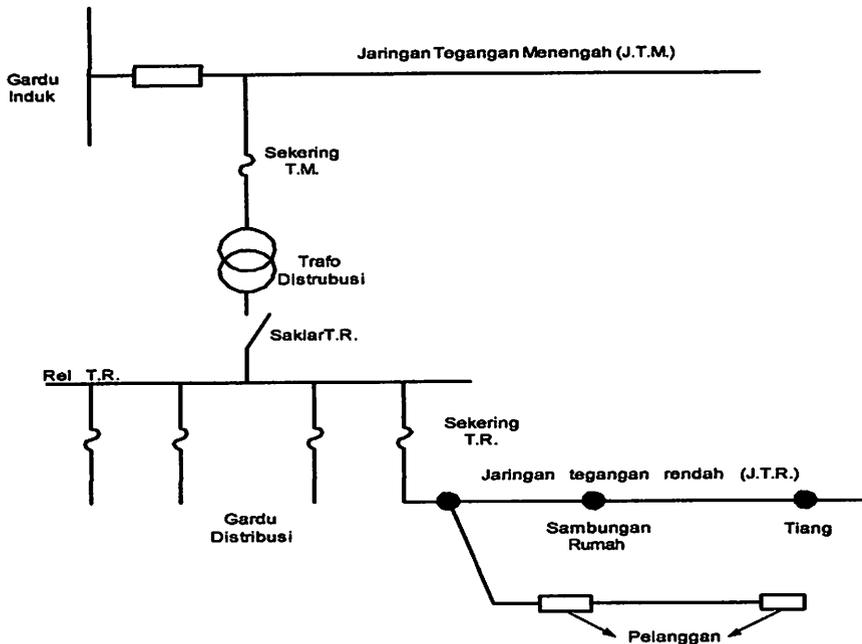 Jaringan Tegangan Menengah (J.T.M.)
Gardu
Induk
Sekering
T.M.
Trafo
Distrubusi
Saklar T.R.
Rel T.R.
Sekering
T.R.
Jaringan tegangan rendah (J.T.R.)
Gardu
Distribusi
Sambungan
Rumah
Tiang
Pelanggan